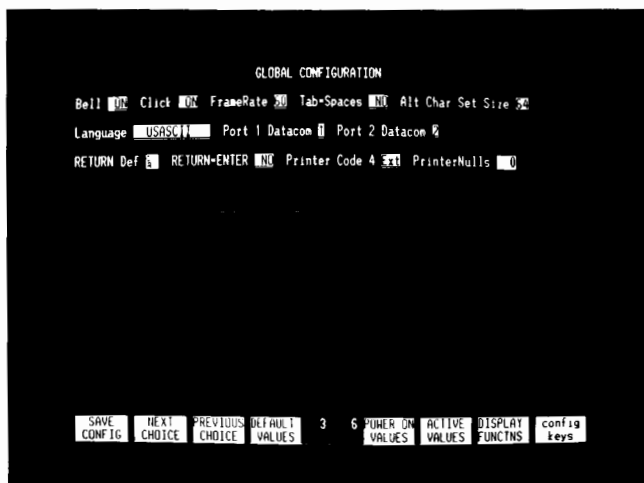 GLOBAL CONFIGURATION
Bell ON Click ON FrameRate 60 Tab=Spaces NO Alt Char Set Size 64
Language USASCII Port 1 Datacom 1 Port 2 Datacom 2
RETURN Def RETURN=ENTER NO Printer Code 4 Ext PrinterNulls 0
SAVE CONFIG NEXT CHOICE PREVIOUS CHOICE DEFAULT VALUES 3 6 POWER ON VALUES ACTIVE VALUES DISPLAY FUNCTNS config keys